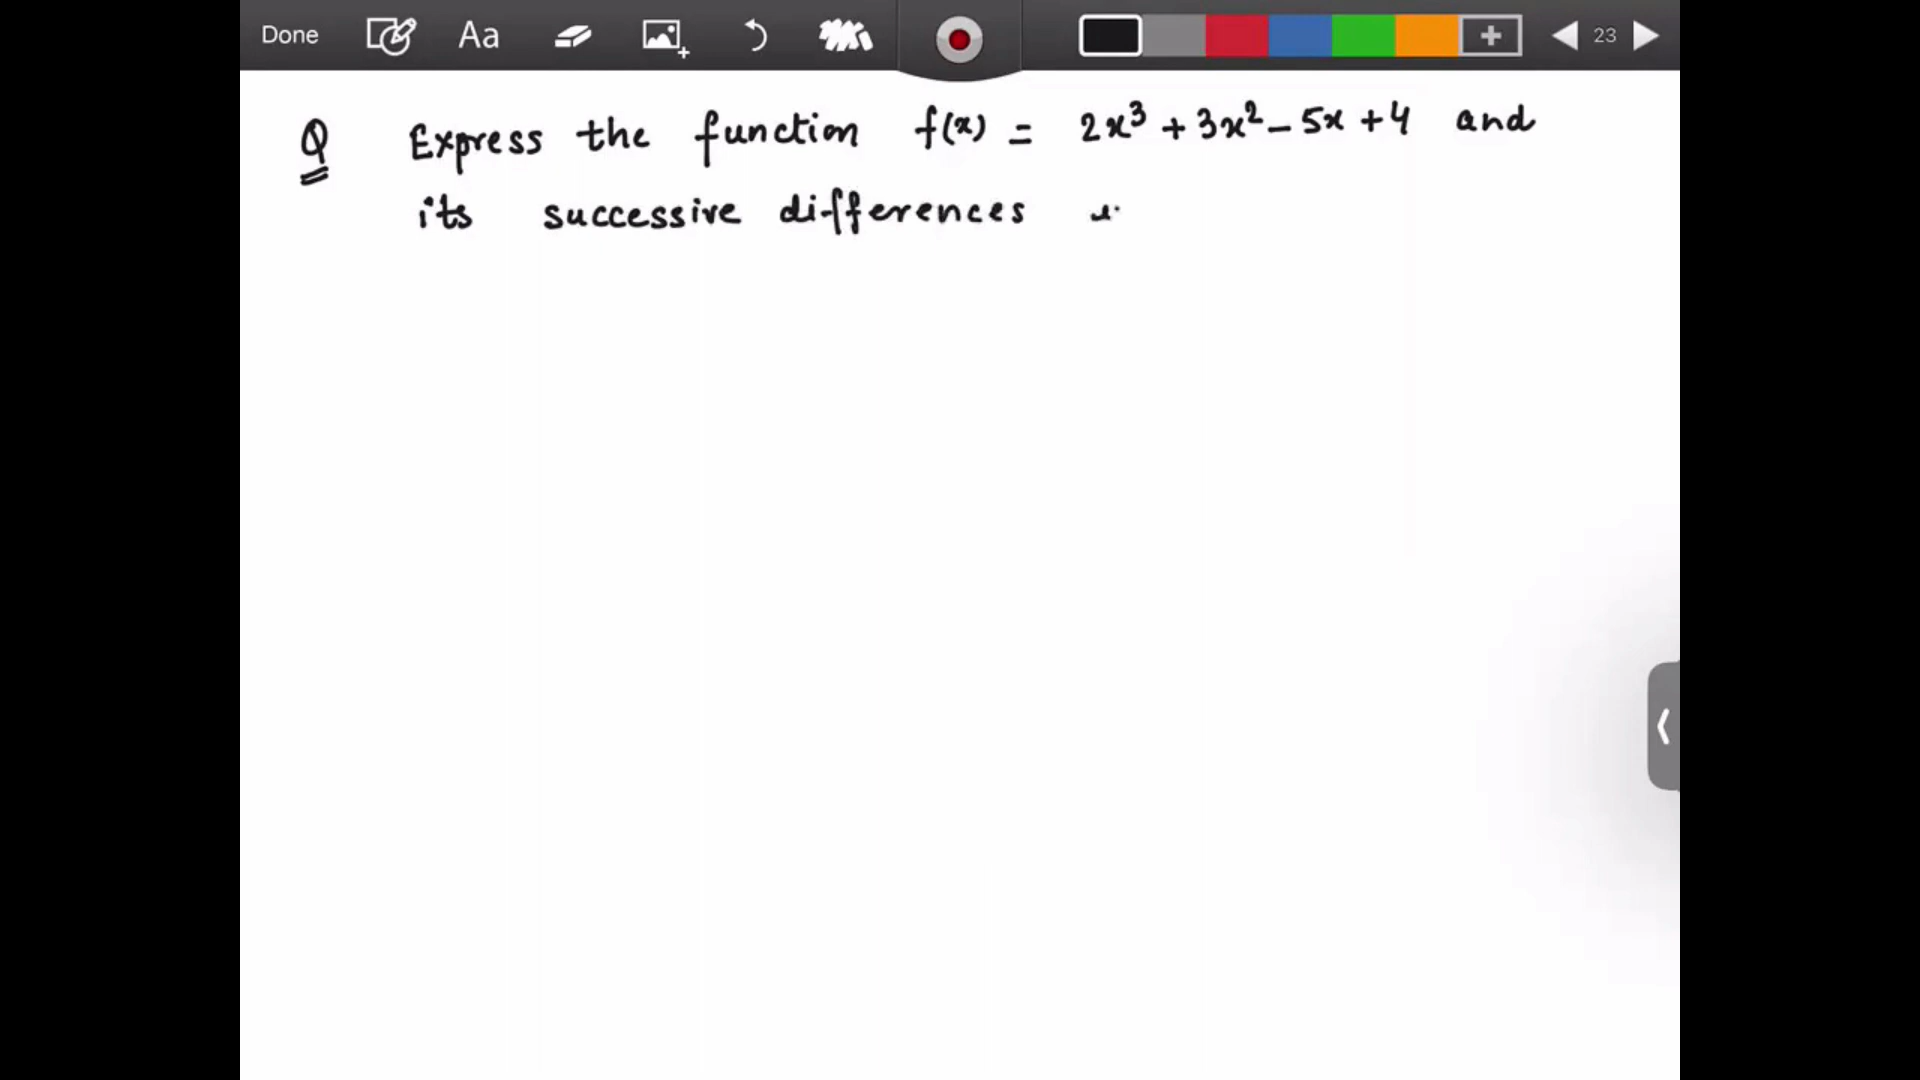 Done Aa 23
Q Express the function f(x) = 2x³ + 3x² - 5x + 4 and
its successive differences